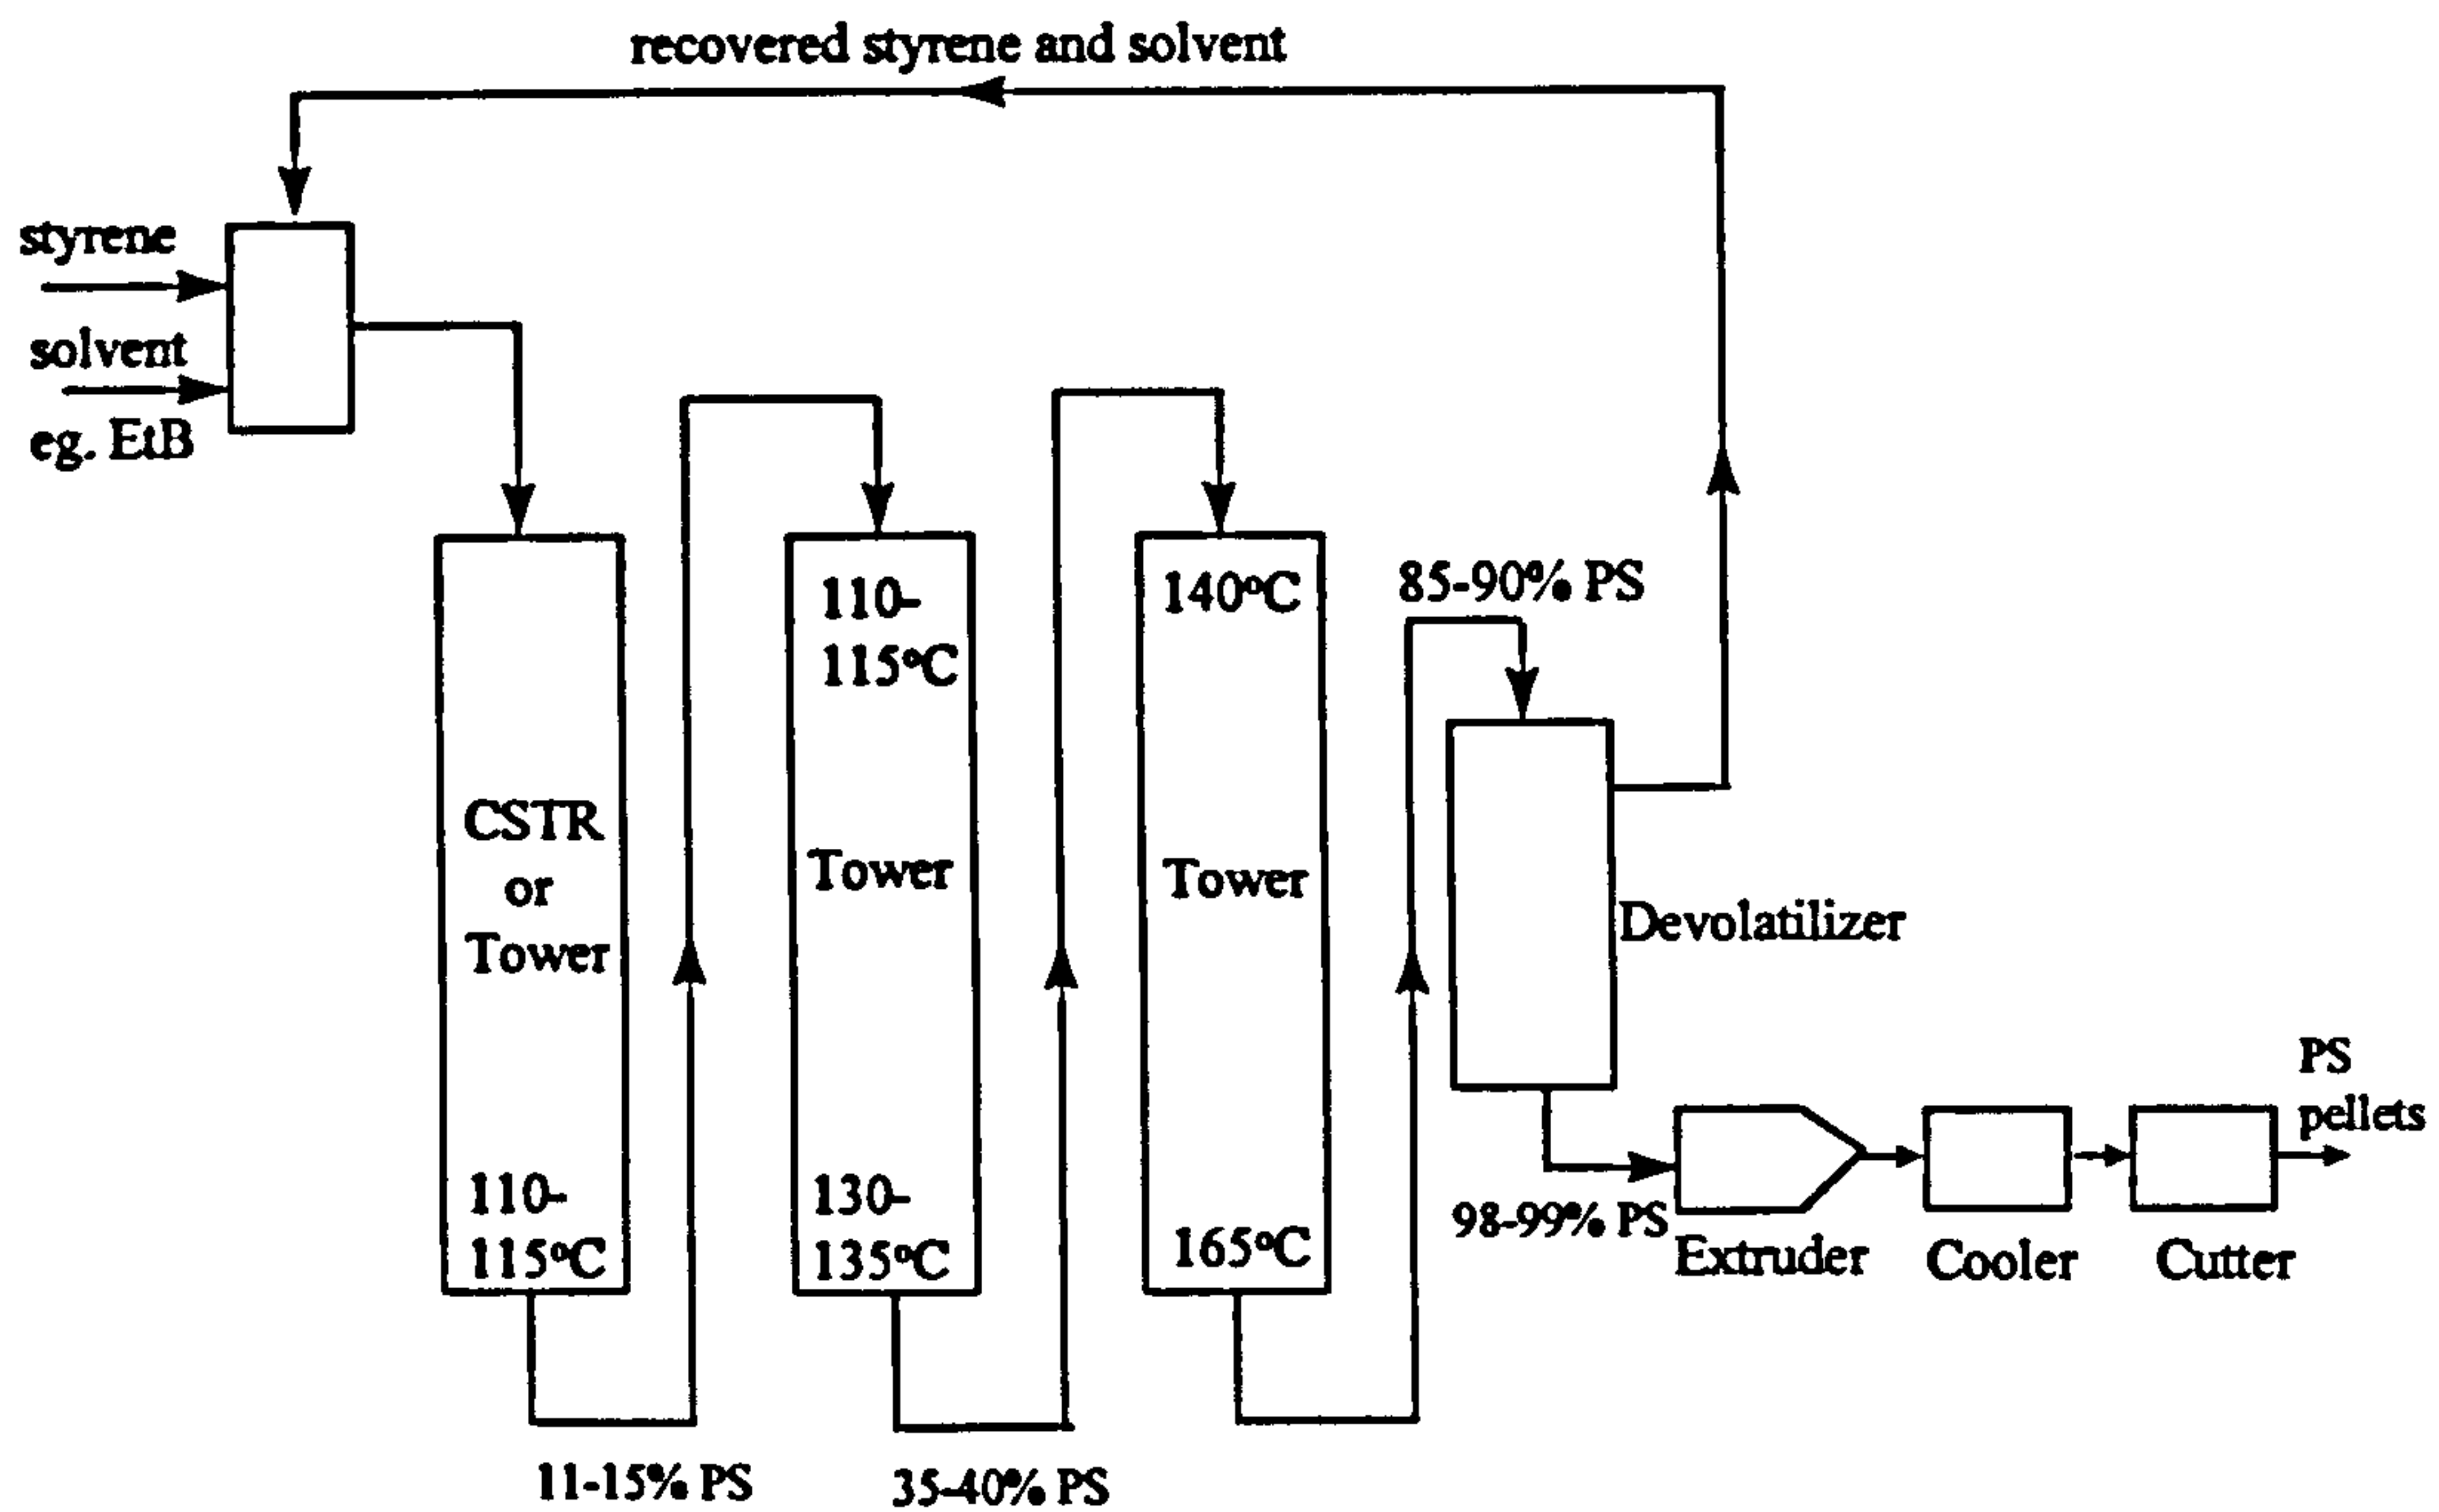 recovered styrene and solvent
styrene
solvent
eg. EtB
CSTR
or
Tower
110-
115°C
11-15% PS
110-
115°C
Tower
130-
135°C
35-40% PS
140°C
Tower
165°C
85-90% PS
Devolatilizer
98-99% PS
Extruder
Cooler
Cutter
PS
pellets